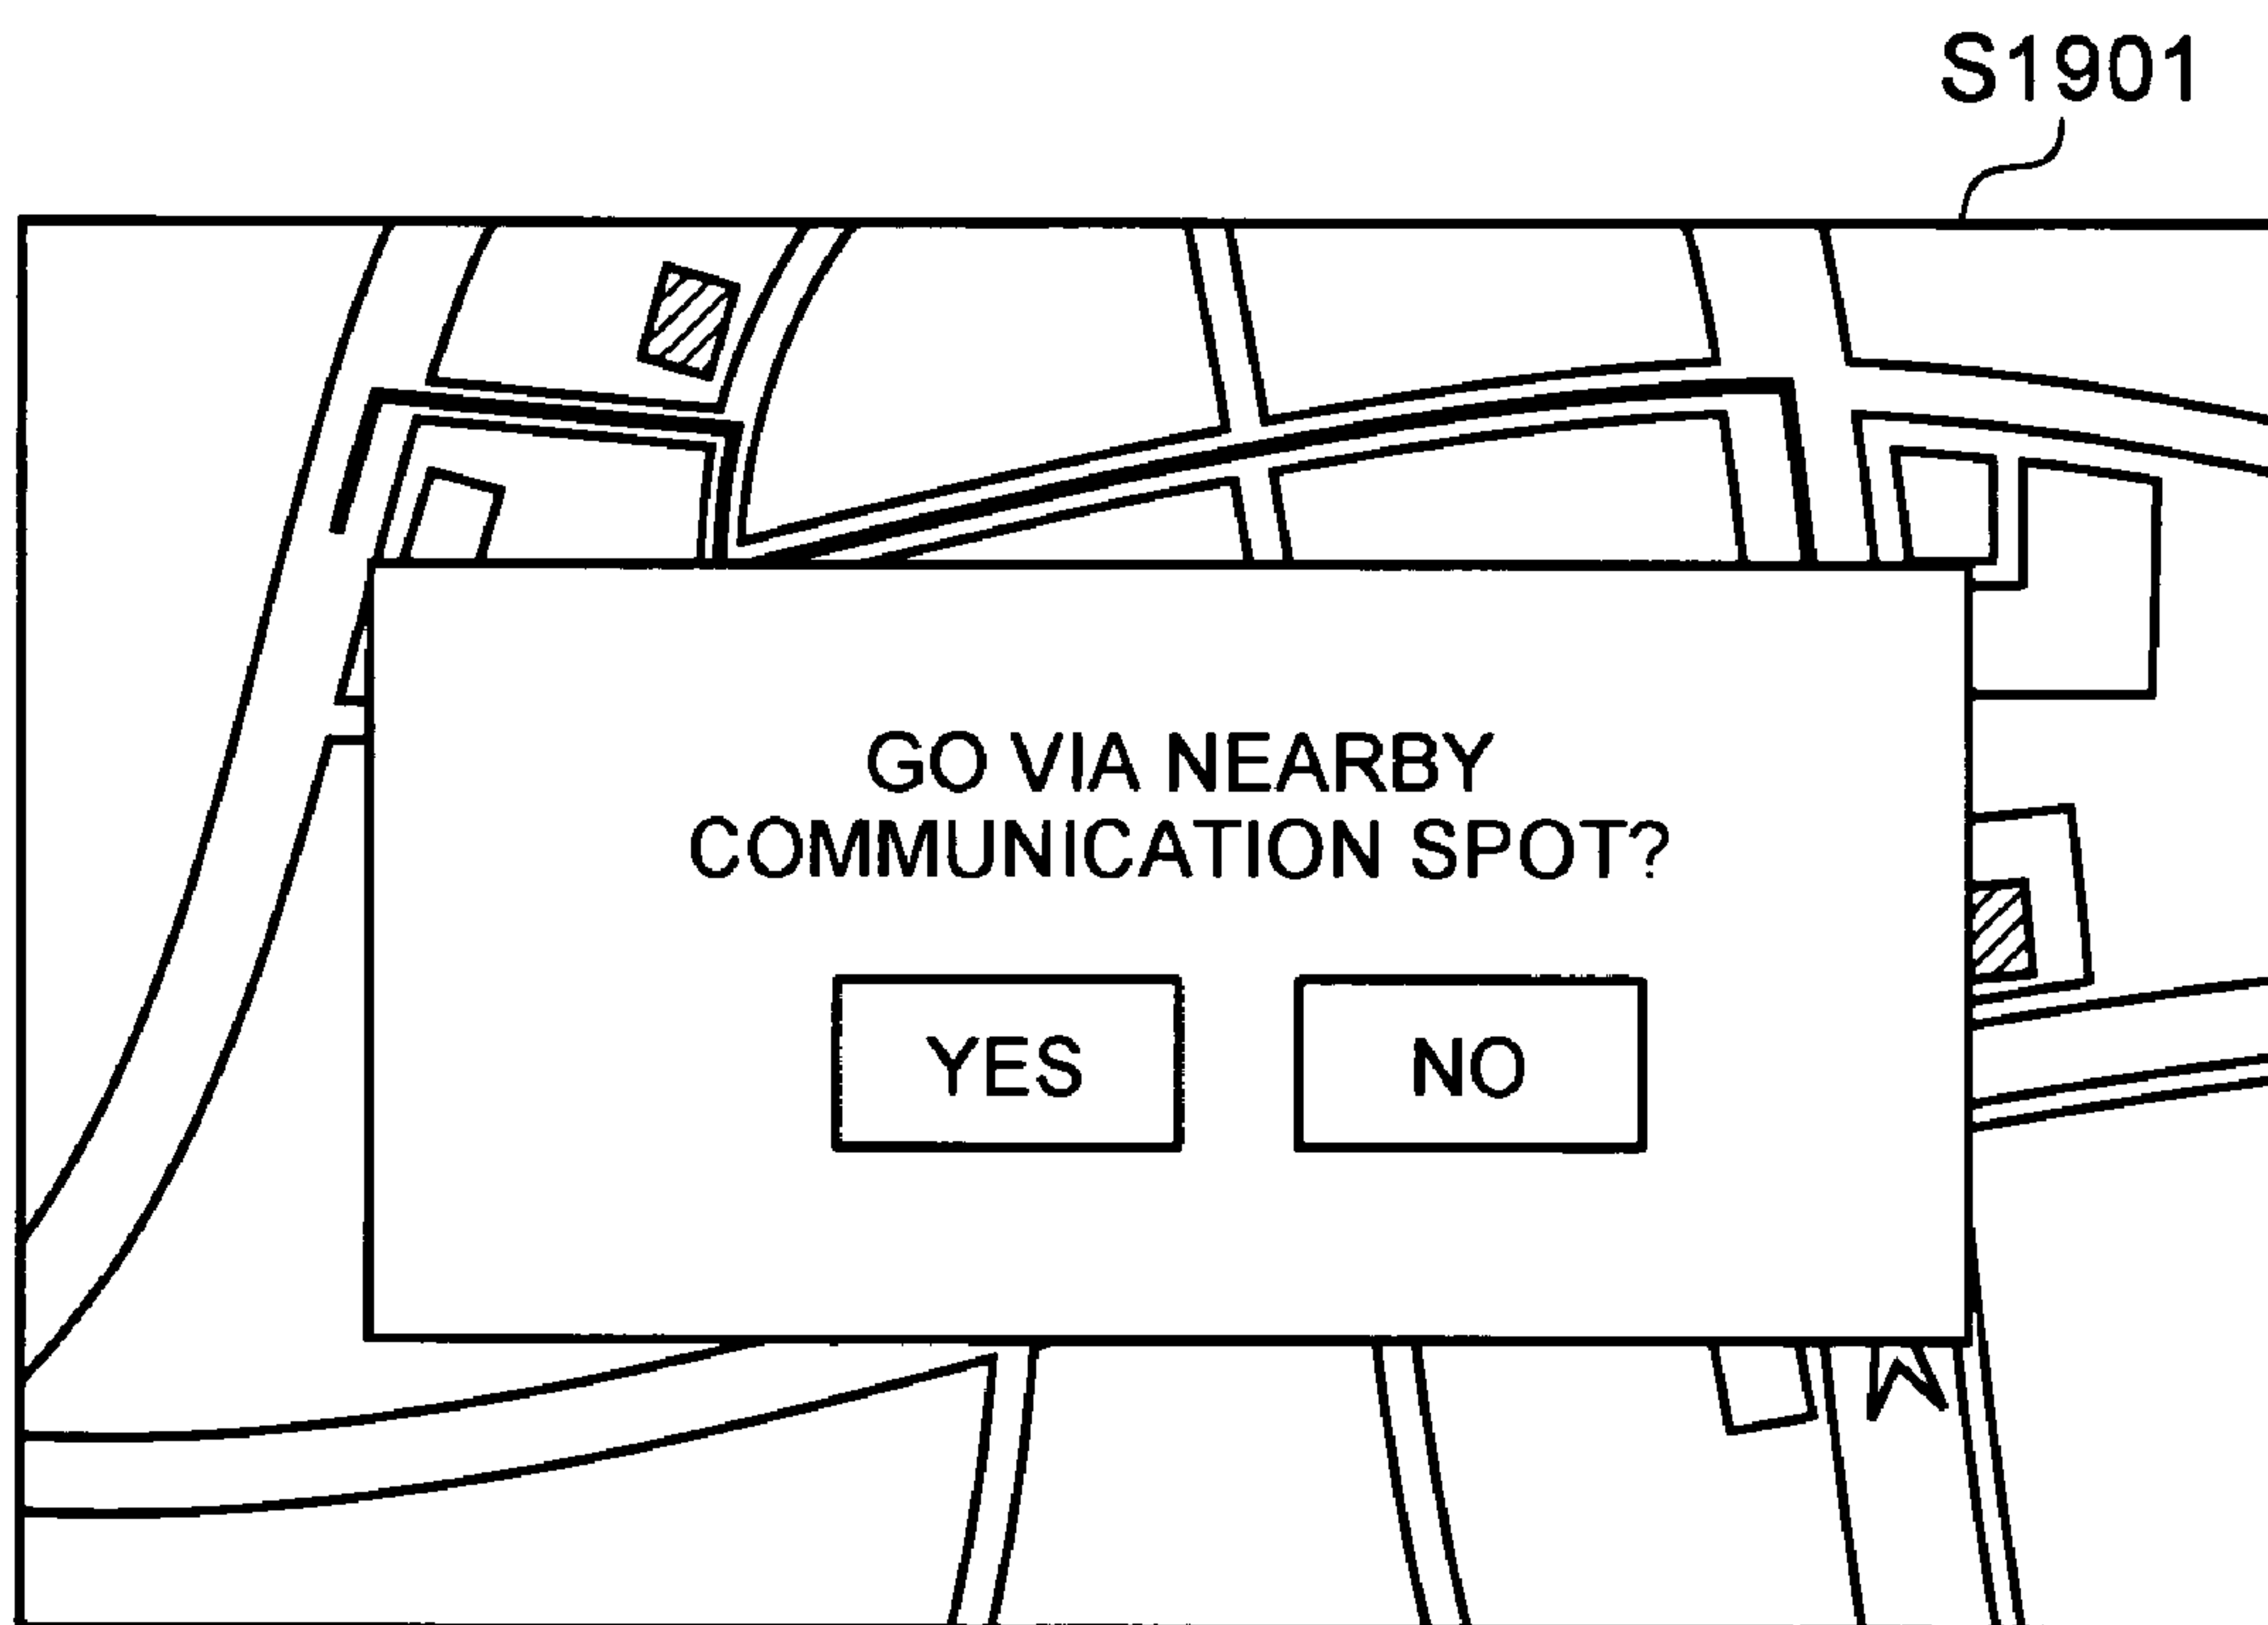 S1901
GO VIA NEARBY
COMMUNICATION SPOT?
YES NO